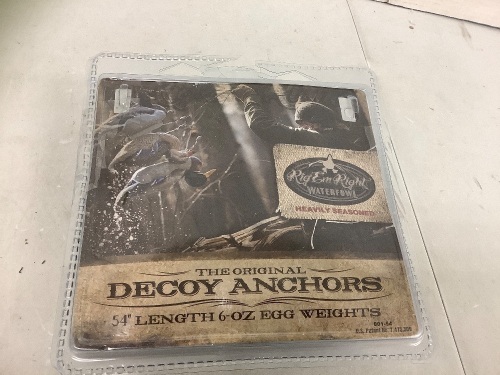 Rig'Em Right
WATERFOWL
HEAVILY SEASONED
THE ORIGINAL
DECOY ANCHORS
54" LENGTH 6-OZ EGG WEIGHTS